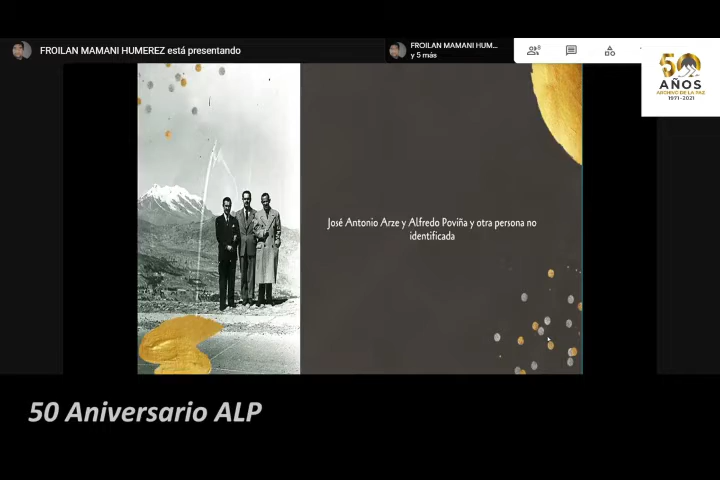 FROILAN MAMANI HUMEREZ está presentando
FROILAN MAMANI HUM...
y 5 más
50
AÑOS
ARCHIVO DE LA PAZ
1971-2021
José Antonio Arze y Alfredo Poviña y otra persona no
identificada
50 Aniversario ALP